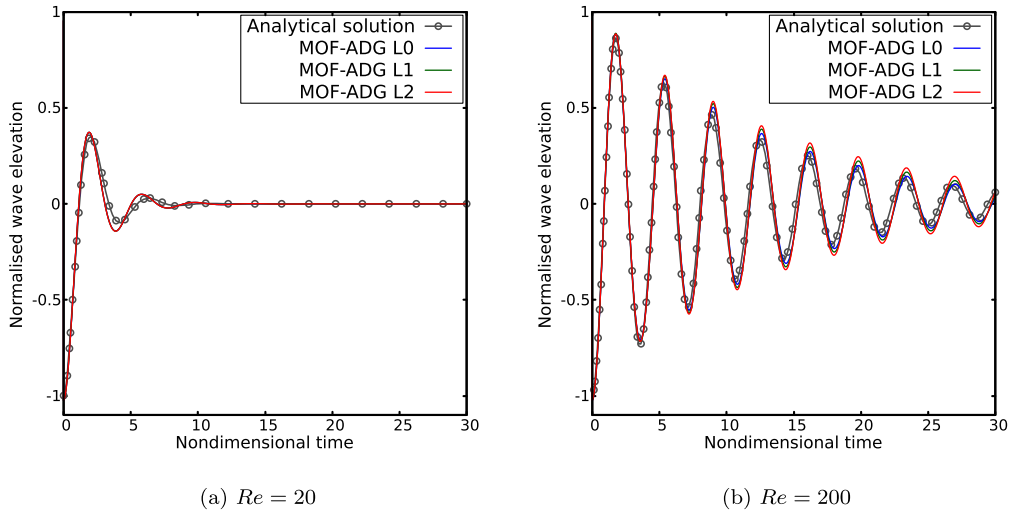 Analytical solution
MOF-ADG L0
MOF-ADG L1
MOF-ADG L2
Normalised wave elevation
1
0.5
0
-0.5
-1
0 5 10 15 20 25 30
Nondimensional time
(a) Re = 20
Analytical solution
MOF-ADG L0
MOF-ADG L1
MOF-ADG L2
Normalised wave elevation
1
0.5
0
-0.5
-1
0 5 10 15 20 25 30
Nondimensional time
(b) Re = 200